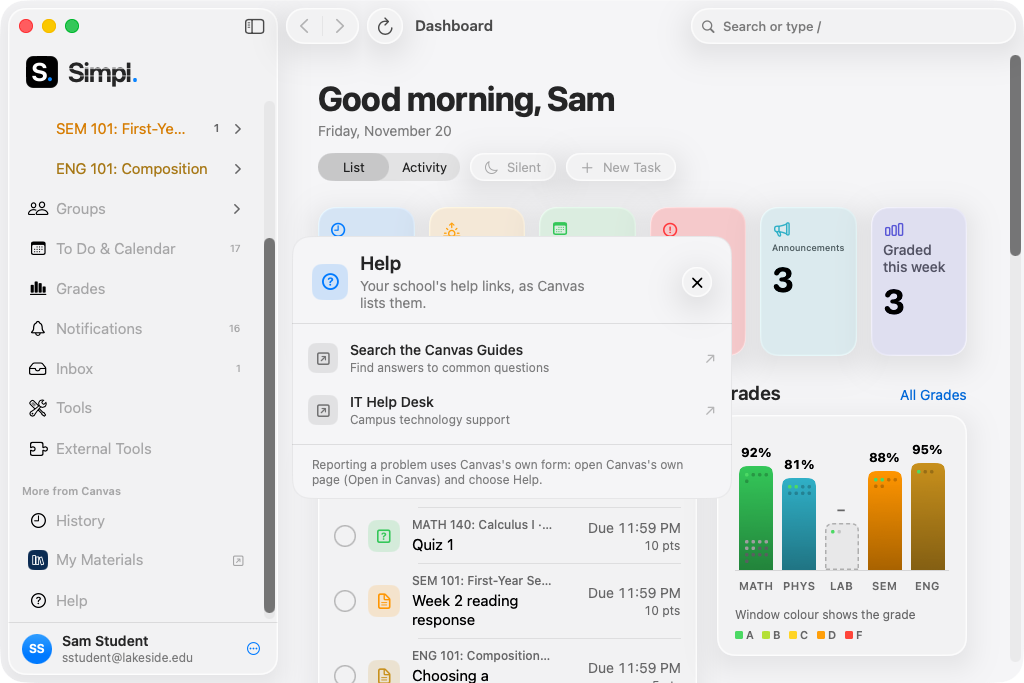 Simpl.
S.
SEM 101: First-Ye... 1
ENG 101: Composition
Groups
To Do & Calendar 17
Grades
Notifications 16
Inbox 1
Tools
External Tools
More from Canvas
History
My Materials
Help
SS
Sam Student
sstudent@lakeside.edu
Dashboard
Search or type /
Good morning, Sam
Friday, November 20
List
Activity
Silent
New Task
Announcements
3
Graded
this week
3
Help
Your school's help links, as Canvas
lists them.
Search the Canvas Guides
Find answers to common questions
IT Help Desk
Campus technology support
Reporting a problem uses Canvas's own form: open Canvas's own
page (Open in Canvas) and choose Help.
MATH 140: Calculus I ·...
Quiz 1
Due 11:59 PM
10 pts
SEM 101: First-Year Se...
Week 2 reading
response
Due 11:59 PM
10 pts
ENG 101: Composition...
Choosing a
Due 11:59 PM
rades
All Grades
92%
81%
–
88%
95%
MATH PHYS LAB SEM ENG
Window colour shows the grade
A B C D F